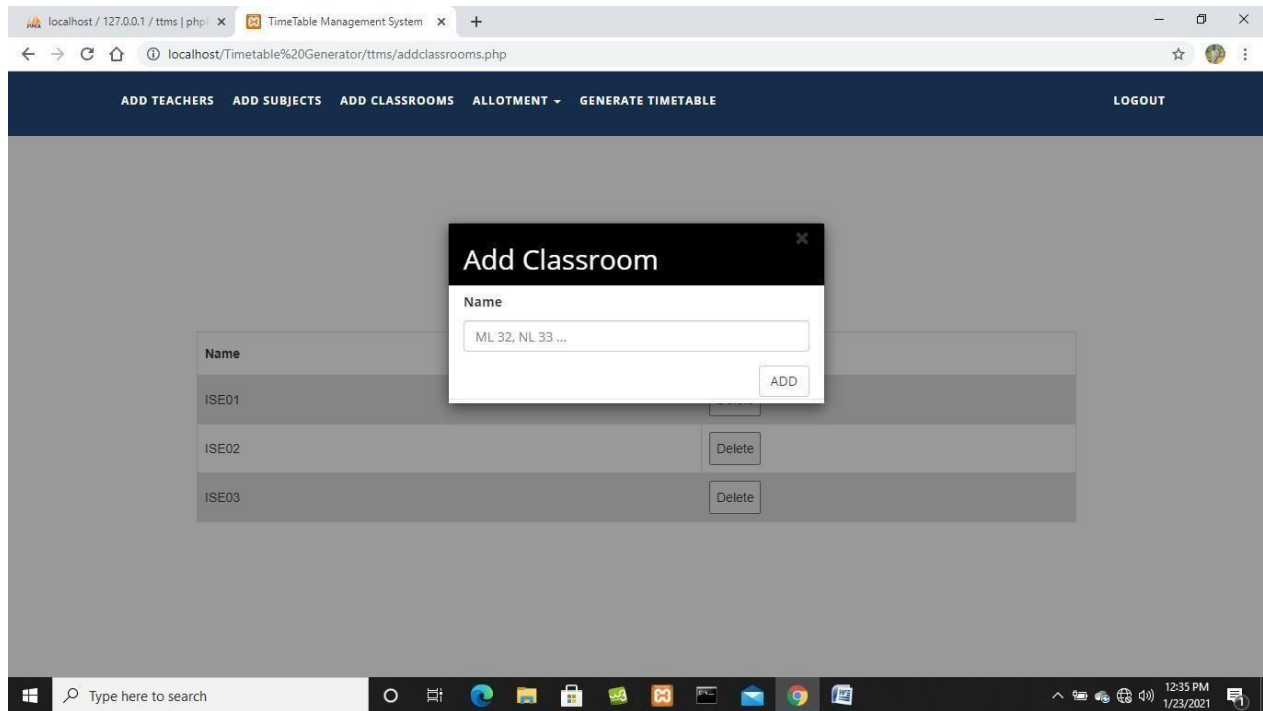 localhost / 127.0.0.1 / ttms | php
TimeTable Management System
localhost/Timetable%20Generator/ttms/addclassrooms.php
ADD TEACHERS ADD SUBJECTS ADD CLASSROOMS ALLOTMENT GENERATE TIMETABLE LOGOUT
Add Classroom
Name
ML 32, NL 33 ...
ADD
Name
ISE01
ISE02 Delete
ISE03 Delete
Type here to search
12:35 PM
1/23/2021